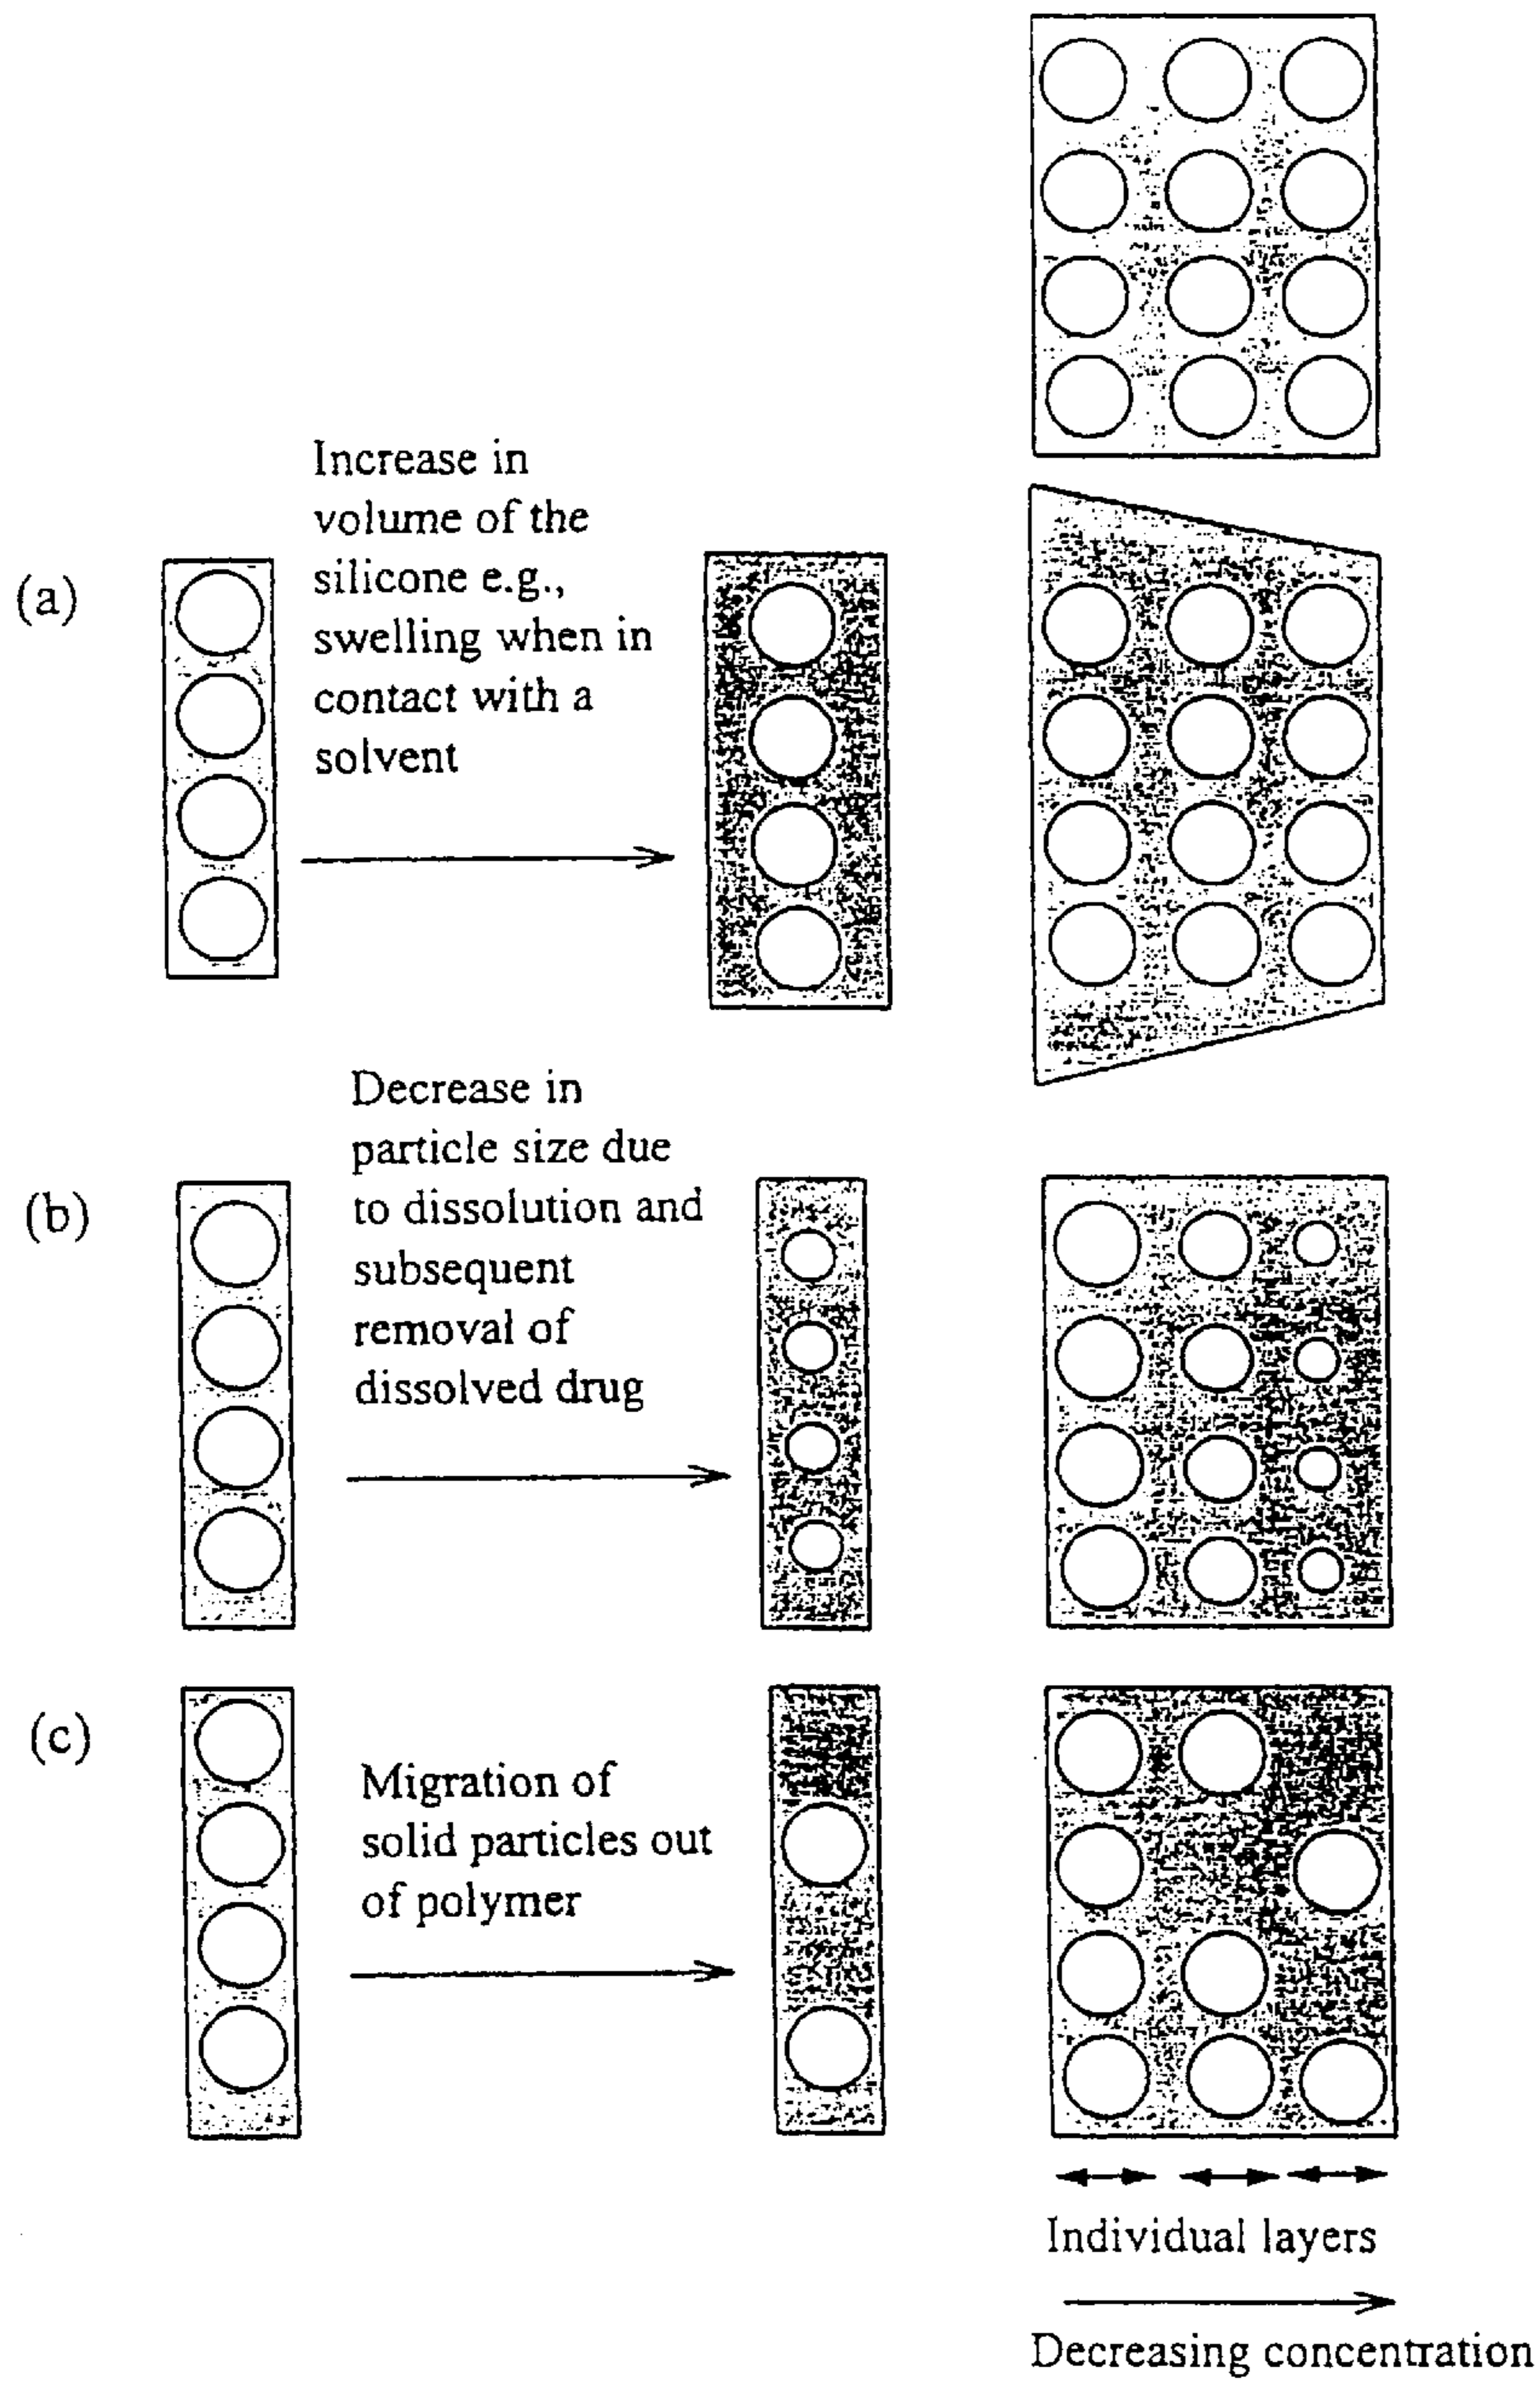 (a)
Increase in
volume of the
silicone e.g.,
swelling when in
contact with a
solvent
(b)
Decrease in
particle size due
to dissolution and
subsequent
removal of
dissolved drug
(c)
Migration of
solid particles out
of polymer
Individual layers
Decreasing concentration